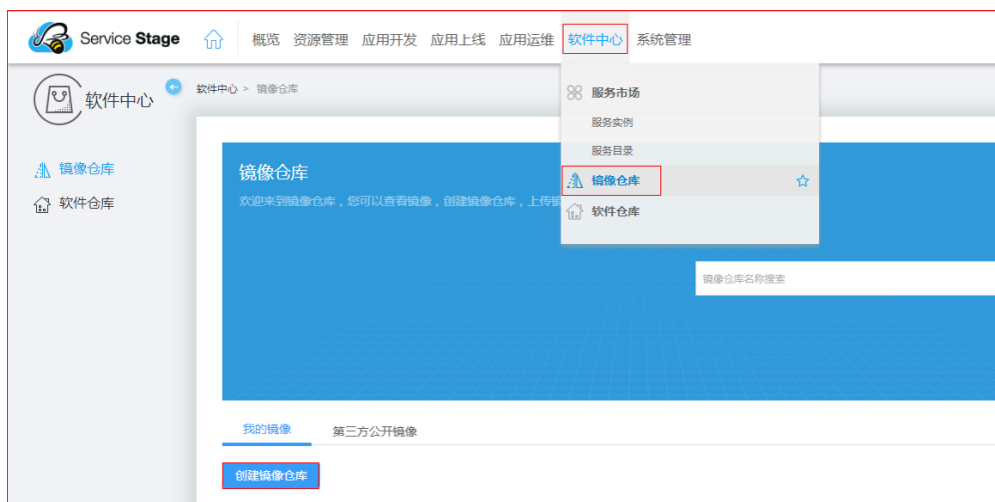 Service Stage 概览 资源管理 应用开发 应用上线 应用运维 软件中心 系统管理
软件中心
软件中心 > 镜像仓库
服务市场
服务实例
服务目录
镜像仓库
软件仓库
镜像仓库
软件仓库
镜像仓库
欢迎来到镜像仓库，您可以查看镜像，创建镜像仓库，上传
镜像仓库名称搜索
我的镜像 第三方公开镜像
创建镜像仓库